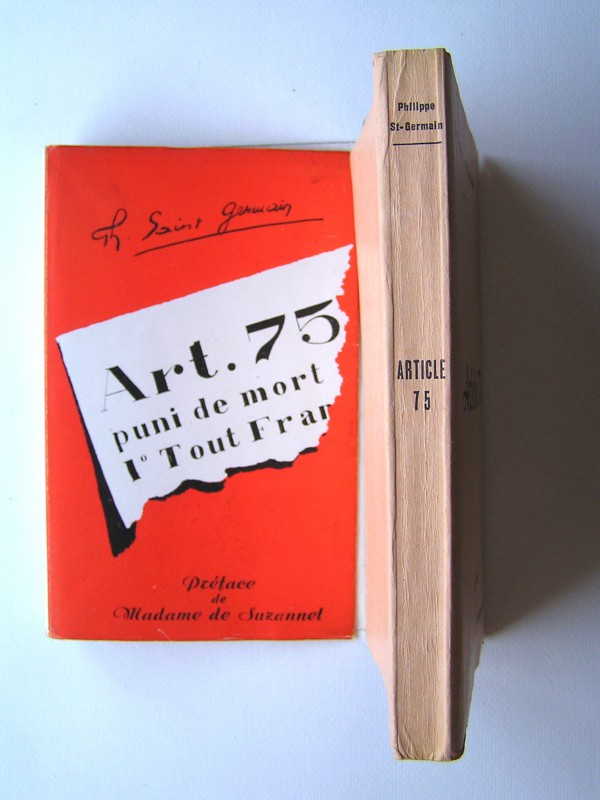 Ph. Saint Germain
Art. 75
puni de mort
1° Tout Fran
Préface
de
Madame de Suzannet
Philippe
St-Germain
ARTICLE
75